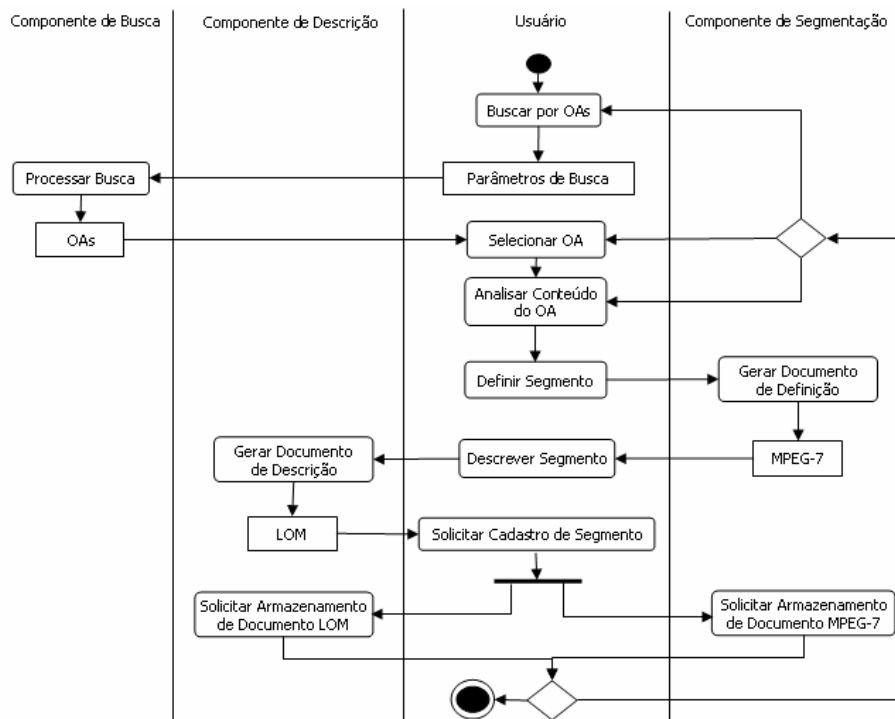 Componente de Busca
Componente de Descrição
Usuário
Componente de Segmentação
Buscar por OAs
Processar Busca
Parâmetros de Busca
OAs
Selecionar OA
Analisar Conteúdo
do OA
Definir Segmento
Gerar Documento
de Definição
Gerar Documento
de Descrição
Descrever Segmento
MPEG-7
LOM
Solicitar Cadastro de Segmento
Solicitar Armazenamento
de Documento LOM
Solicitar Armazenamento
de Documento MPEG-7